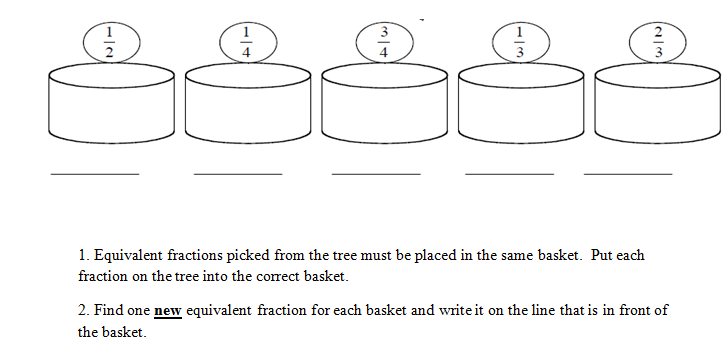 1/2 1/4 3/4 1/3 2/3
1. Equivalent fractions picked from the tree must be placed in the same basket. Put each
fraction on the tree into the correct basket.
2. Find one new equivalent fraction for each basket and write it on the line that is in front of
the basket.